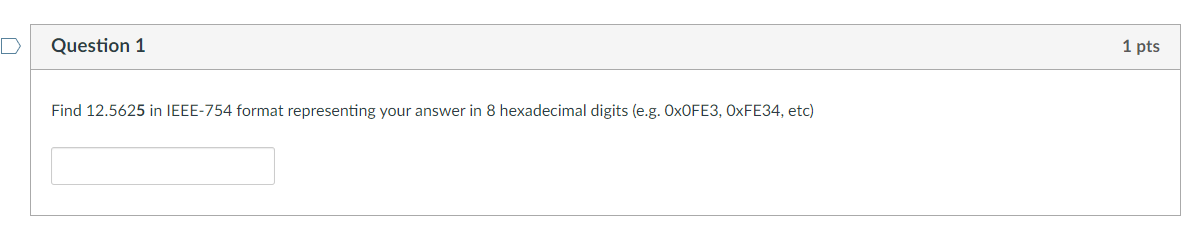 Question 1
1 pts
Find 12.5625 in IEEE-754 format representing your answer in 8 hexadecimal digits (e.g. 0x0FE3, 0xFE34, etc)